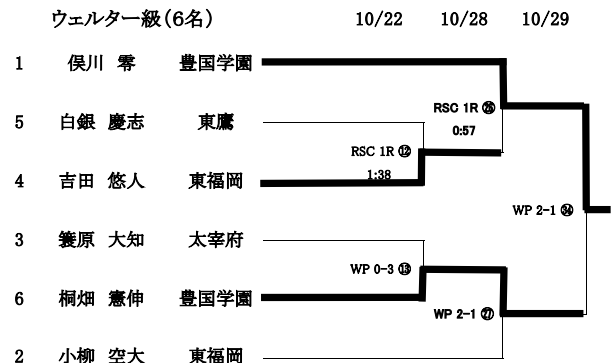 ウェルター級(6名) 10/22 10/28 10/29
1 俣川 零 豊国学園
RSC 1R ㉖
5 白銀 慶志 東鷹
0:57
RSC 1R ⑫
1:38
4 吉田 悠人 東福岡
WP 2-1 ㉞
3 簑原 大知 太宰府
WP 0-3 ⑬
6 桐畑 憲伸 豊国学園
WP 2-1 ㉗
2 小柳 空大 東福岡